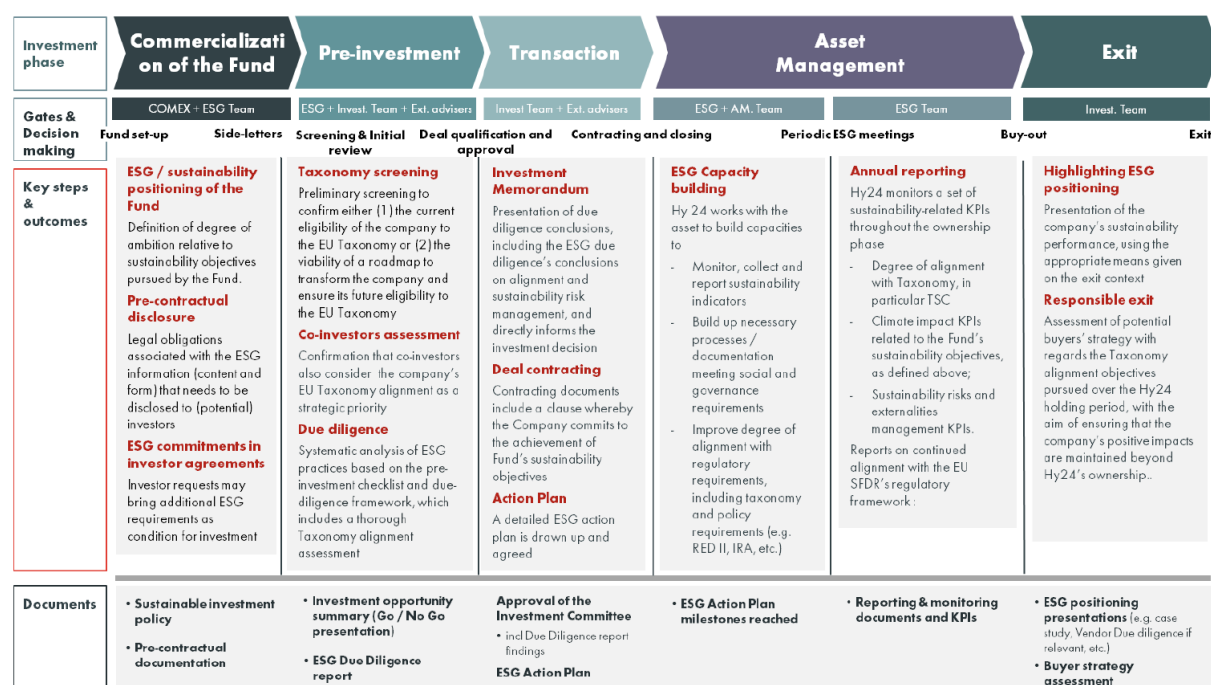 Investment
phase
Commercializati
on of the Fund
Pre-investment
Transaction
Asset
Management
Exit
Gates &
Decision
making
COMEX + ESG Team
ESG + Invest. Team + Ext. advisers
Invest Team + Ext. advisers
ESG + AM. Team
ESG Team
Invest. Team
Fund set-up
Side-letters
Screening & Initial
review
Deal qualification and
approval
Contracting and closing
Periodic ESG meetings
Buy-out
Exit
Key steps
&
outcomes
ESG / sustainability
positioning of the
Fund
Definition of degree of
ambition relative to
sustainability objectives
pursued by the Fund.
Pre-contractual
disclosure
Legal obligations
associated with the ESG
information (content and
form) that needs to be
disclosed to (potential)
investors
ESG commitments in
investor agreements
Investor requests may
bring additional ESG
requirements as
condition for investment
Taxonomy screening
Preliminary screening to
confirm either (1) the current
eligibility of the company to
the EU Taxonomy or (2) the
viability of a roadmap to
transform the company and
ensure its future eligibility to
the EU Taxonomy
Co-investors assessment
Confirmation that co-investors
also consider the company's
EU Taxonomy alignment as a
strategic priority
Due diligence
Systematic analysis of ESG
practices based on the pre-
investment checklist and due-
diligence framework, which
includes a thorough
Taxonomy alignment
assessment
Investment
Memorandum
Presentation of due
diligence conclusions,
including the ESG due
diligence's conclusions
on alignment and
sustainability risk
management, and
directly informs the
investment decision
Deal contracting
Contracting documents
include a clause whereby
the Company commits to
the achievement of
Fund's sustainability
objectives
Action Plan
A detailed ESG action
plan is drawn up and
agreed
ESG Capacity
building
Hy 24 works with the
asset to build capacities
to
- Monitor, collect and
report sustainability
indicators
- Build up necessary
processes /
documentation
meeting social and
governance
requirements
- Improve degree of
alignment with
regulatory
requirements,
including taxonomy
and policy
requirements (e.g.
RED II, IRA, etc.)
Annual reporting
Hy24 monitors a set of
sustainability-related KPIs
throughout the ownership
phase
- Degree of alignment
with Taxonomy, in
particular TSC
- Climate impact KPIs
related to the Fund's
sustainability objectives,
as defined above;
- Sustainability risks and
externalities
management KPIs.
Reports on continued
alignment with the EU
SFDR's regulatory
framework :
Highlighting ESG
positioning
Presentation of the
company's sustainability
performance, using the
appropriate means given
on the exit context
Responsible exit
Assessment of potential
buyers' strategy with
regards the Taxonomy
alignment objectives
pursued over the Hy24
holding period, with the
aim of ensuring that the
company's positive impacts
are maintained beyond
Hy24's ownership..
Documents
• Sustainable investment
policy
• Pre-contractual
documentation
• Investment opportunity
summary (Go / No Go
presentation)
• ESG Due Diligence
report
Approval of the
Investment Committee
• incl Due Diligence report
findings
ESG Action Plan
• ESG Action Plan
milestones reached
• Reporting & monitoring
documents and KPIs
• ESG positioning
presentations (e.g. case
study, Vendor Due diligence if
relevant, etc.)
• Buyer strategy
assessment